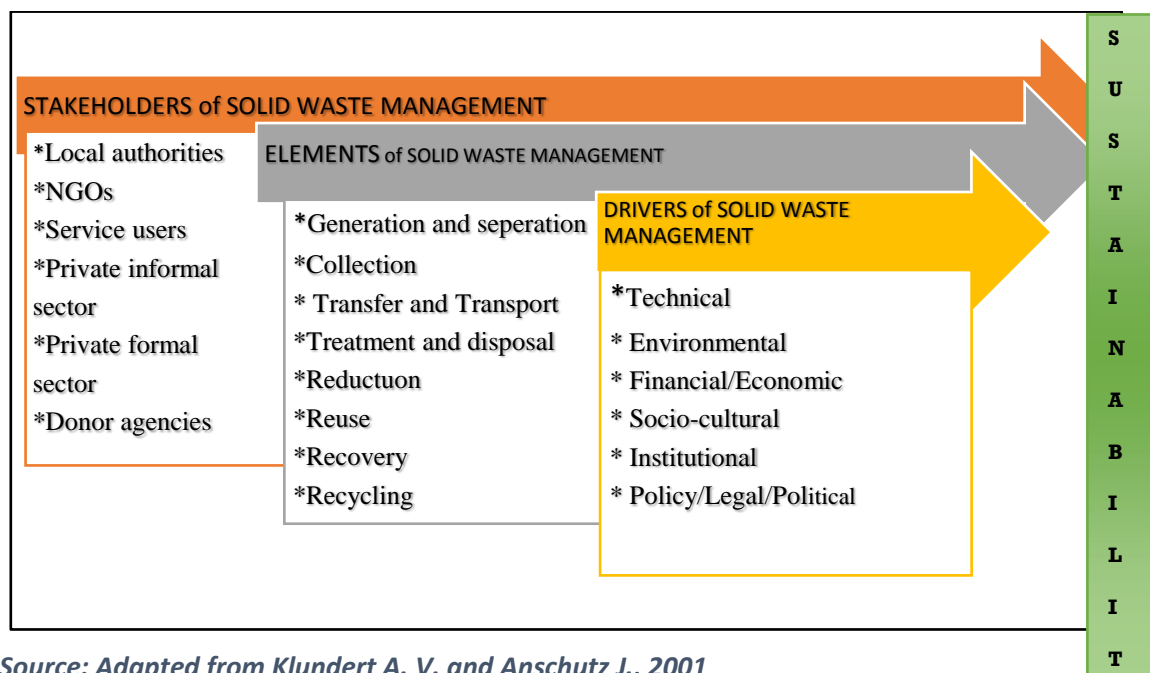 STAKEHOLDERS of SOLID WASTE MANAGEMENT
*Local authorities
*NGOs
*Service users
*Private informal
sector
*Private formal
sector
*Donor agencies
ELEMENTS of SOLID WASTE MANAGEMENT
*Generation and seperation
*Collection
* Transfer and Transport
*Treatment and disposal
*Reductuon
*Reuse
*Recovery
*Recycling
DRIVERS of SOLID WASTE
MANAGEMENT
*Technical
* Environmental
* Financial/Economic
* Socio-cultural
* Institutional
* Policy/Legal/Political
S
U
S
T
A
I
N
A
B
I
L
I
T
Source: Adapted from Klundert A. V. and Anschutz J., 2001